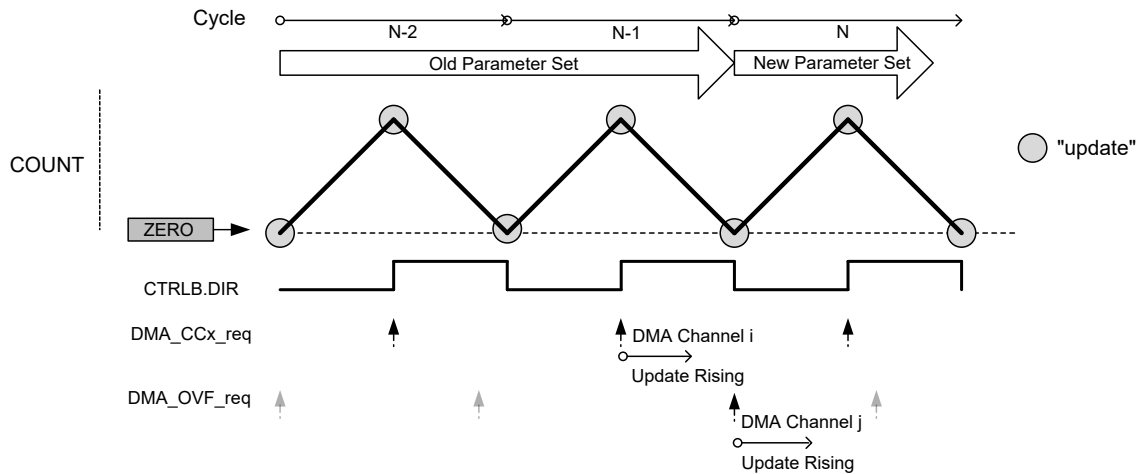 Cycle
N-2
N-1
N
Old Parameter Set
New Parameter Set
COUNT
"update"
ZERO
CTRLB.DIR
DMA_CCx_req
DMA Channel i
Update Rising
DMA_OVF_req
DMA Channel j
Update Rising